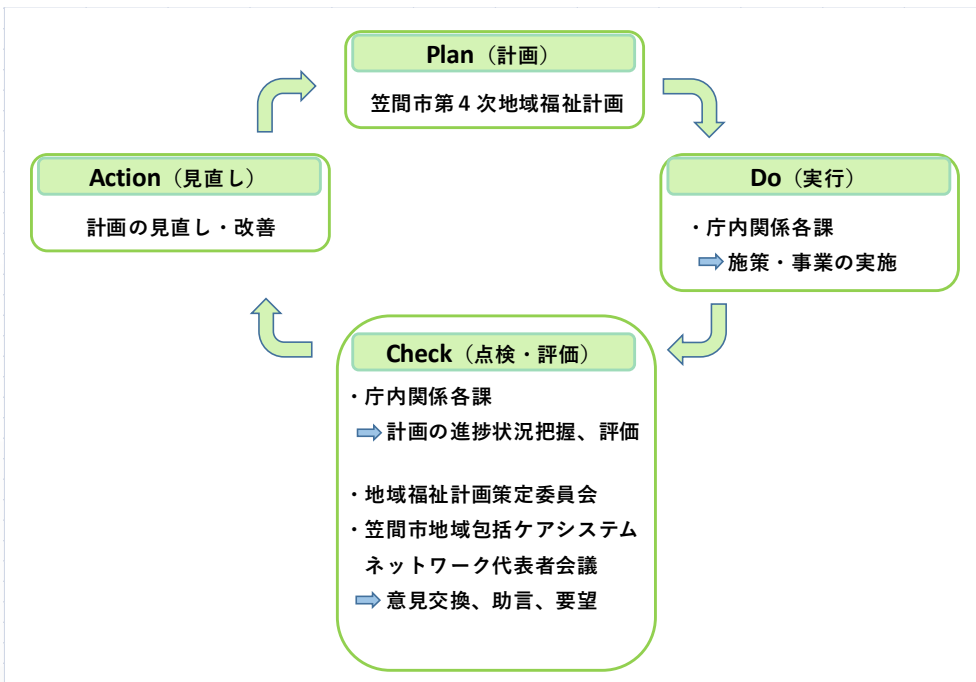 Plan（計画）
笠間市第４次地域福祉計画
Do（実行）
・庁内関係各課
施策・事業の実施
Check（点検・評価）
・庁内関係各課
計画の進捗状況把握、評価
・地域福祉計画策定委員会
・笠間市地域包括ケアシステム
ネットワーク代表者会議
意見交換、助言、要望
Action（見直し）
計画の見直し・改善